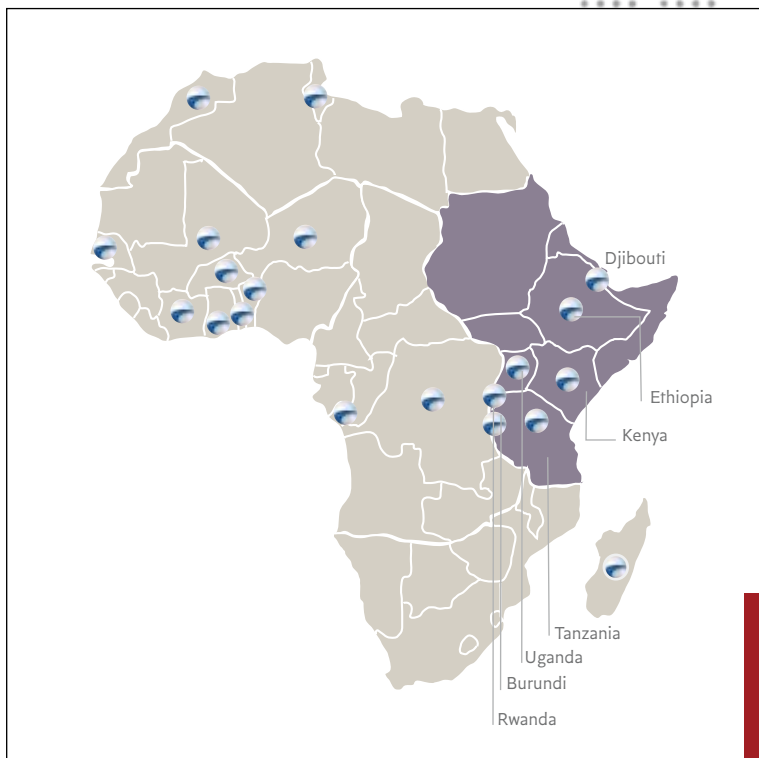 Djibouti
Ethiopia
Kenya
Tanzania
Uganda
Burundi
Rwanda